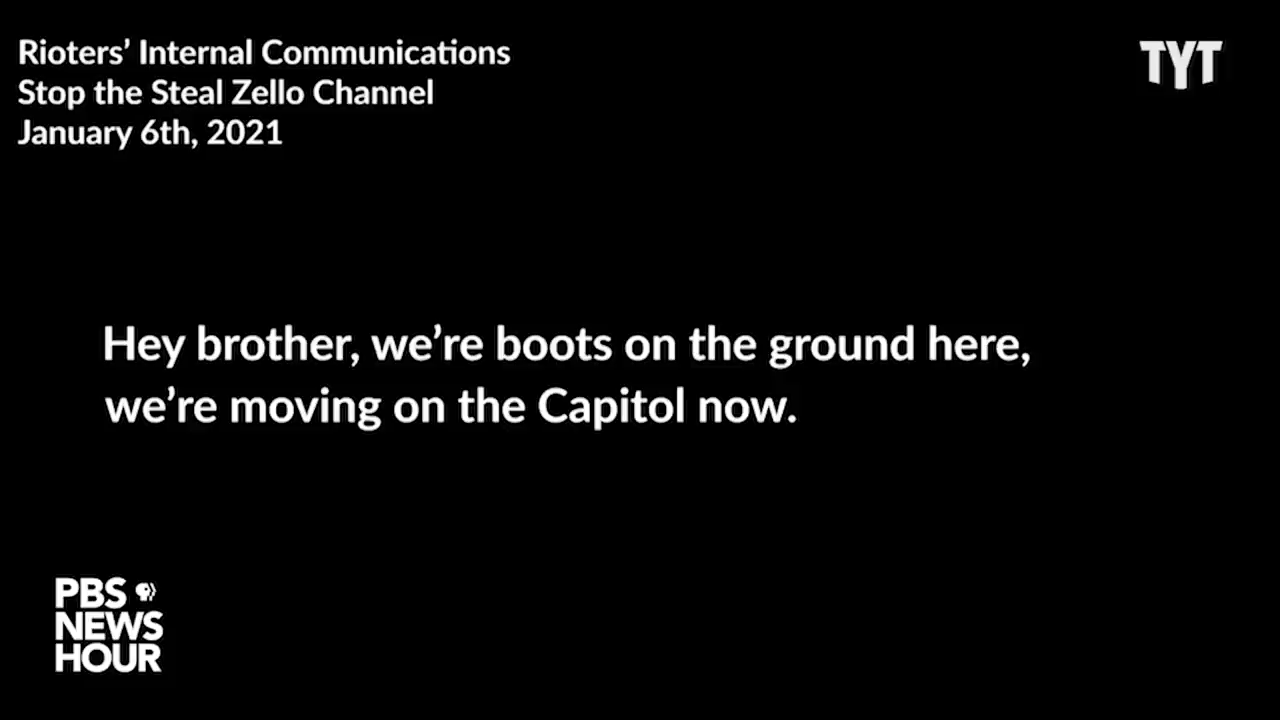 Rioters’ Internal Communications
Stop the Steal Zello Channel
January 6th, 2021
TYT
Hey brother, we’re boots on the ground here,
we’re moving on the Capitol now.
PBS
NEWS
HOUR